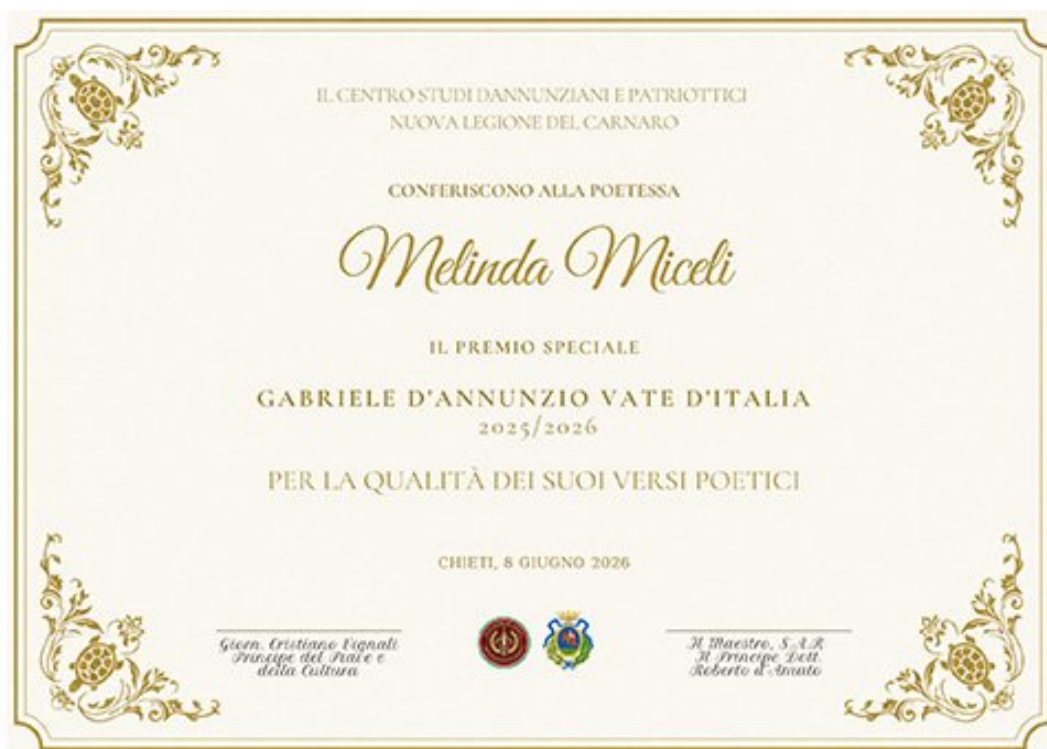 IL CENTRO STUDI DANNUNZIANI E PATRIOTTICI
NUOVA LEGIONE DEL CARNARO
CONFERISCONO ALLA POETESSA
Melinda Miceli
IL PREMIO SPECIALE
GABRIELE D'ANNUNZIO VATE D'ITALIA
2025/2026
PER LA QUALITÀ DEI SUOI VERSI POETICI
CHIETI, 8 GIUGNO 2026
Giorn. Cristiano Vignali
Principe del e
della Cultura
Il Maestro, S.A.R
Il Principe Dott.
Roberto d'Amato